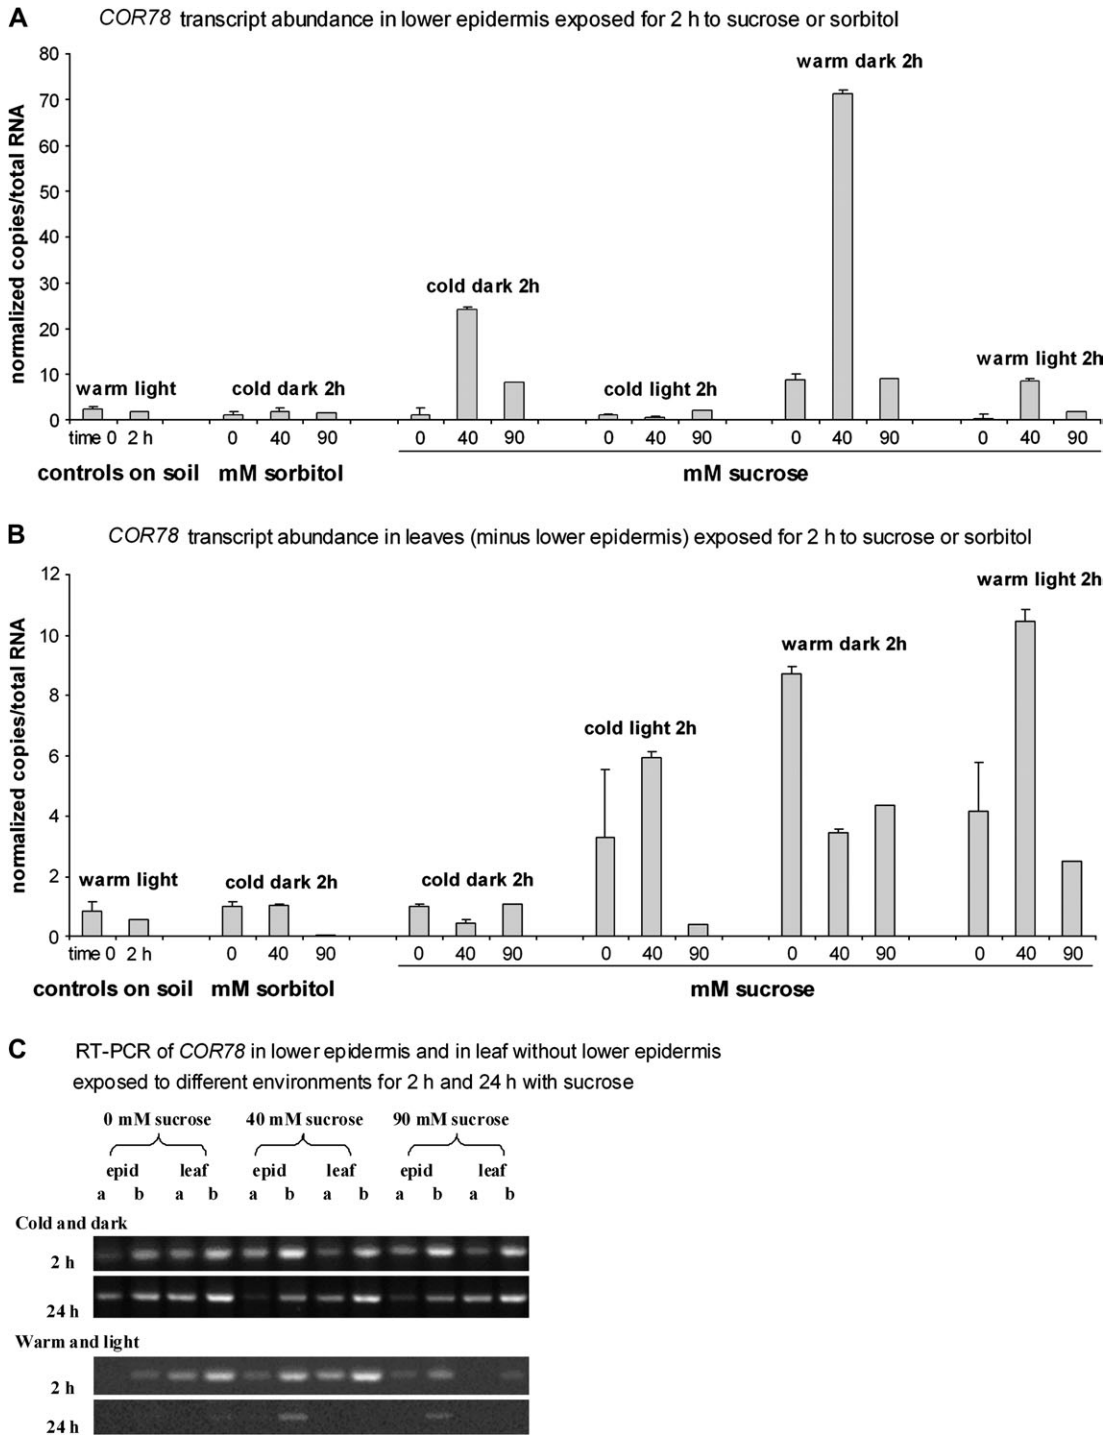 A COR78 transcript abundance in lower epidermis exposed for 2 h to sucrose or sorbitol
normalized copies/total RNA
80
70
60
50
40
30
20
10
0
warm light
cold dark 2h
cold dark 2h
cold light 2h
warm dark 2h
warm light 2h
time 0 2 h 0 40 90 0 40 90 0 40 90 0 40 90 0 40 90
controls on soil mM sorbitol mM sucrose
B COR78 transcript abundance in leaves (minus lower epidermis) exposed for 2 h to sucrose or sorbitol
normalized copies/total RNA
12
10
8
6
4
2
0
warm light
cold dark 2h
cold dark 2h
cold light 2h
warm dark 2h
warm light 2h
time 0 2 h 0 40 90 0 40 90 0 40 90 0 40 90 0 40 90
controls on soil mM sorbitol mM sucrose
C RT-PCR of COR78 in lower epidermis and in leaf without lower epidermis
exposed to different environments for 2 h and 24 h with sucrose
0 mM sucrose 40 mM sucrose 90 mM sucrose
epid leaf epid leaf epid leaf
a b a b a b a b a b a b
Cold and dark
2 h
24 h
Warm and light
2 h
24 h